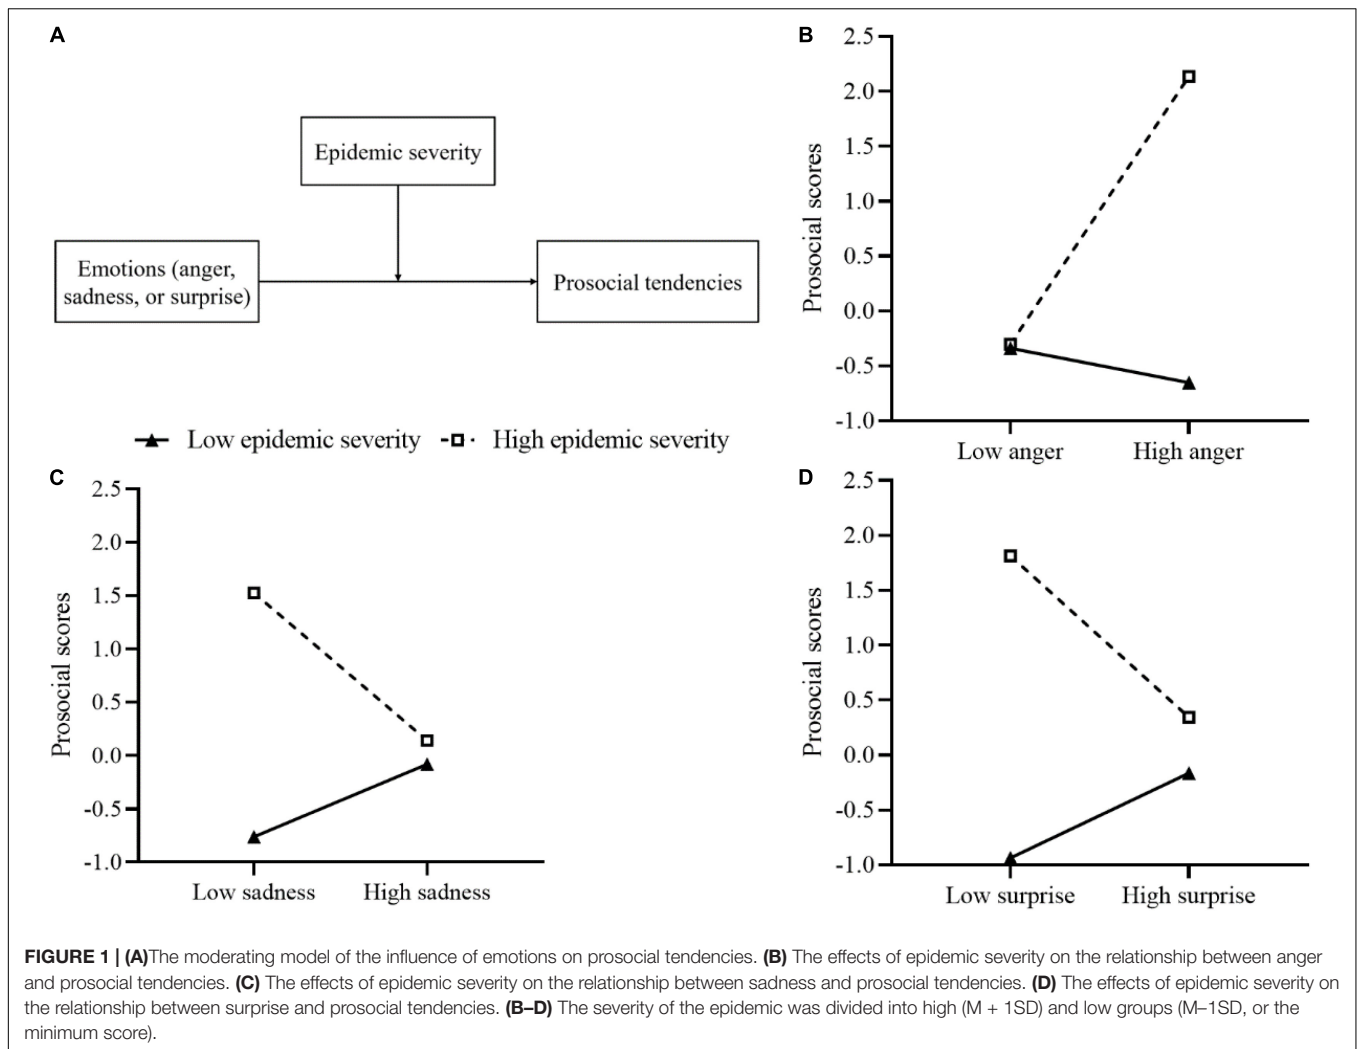 A
Epidemic severity
Emotions (anger,
sadness, or surprise)
Prosocial tendencies
Low epidemic severity
High epidemic severity
B
Prosocial scores
2.5
2.0
1.5
1.0
0.5
0.0
-0.5
-1.0
Low anger
High anger
C
Prosocial scores
2.5
2.0
1.5
1.0
0.5
0.0
-0.5
-1.0
Low sadness
High sadness
D
Prosocial scores
2.5
2.0
1.5
1.0
0.5
0.0
-0.5
-1.0
Low surprise
High surprise
FIGURE 1 | (A)The moderating model of the influence of emotions on prosocial tendencies. (B) The effects of epidemic severity on the relationship between anger
and prosocial tendencies. (C) The effects of epidemic severity on the relationship between sadness and prosocial tendencies. (D) The effects of epidemic severity on
the relationship between surprise and prosocial tendencies. (B–D) The severity of the epidemic was divided into high (M + 1SD) and low groups (M–1SD, or the
minimum score).